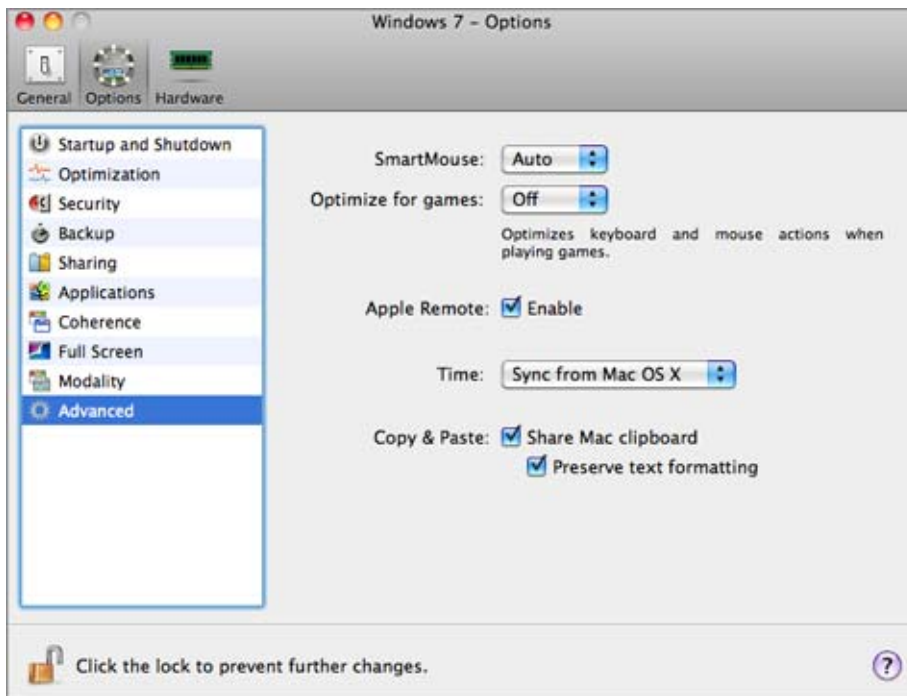 Windows 7 – Options
General Options Hardware
Startup and Shutdown
Optimization
Security
Backup
Sharing
Applications
Coherence
Full Screen
Modality
Advanced
SmartMouse: Auto
Optimize for games: Off
Optimizes keyboard and mouse actions when
playing games.
Apple Remote: Enable
Time: Sync from Mac OS X
Copy & Paste: Share Mac clipboard
Preserve text formatting
Click the lock to prevent further changes.
?